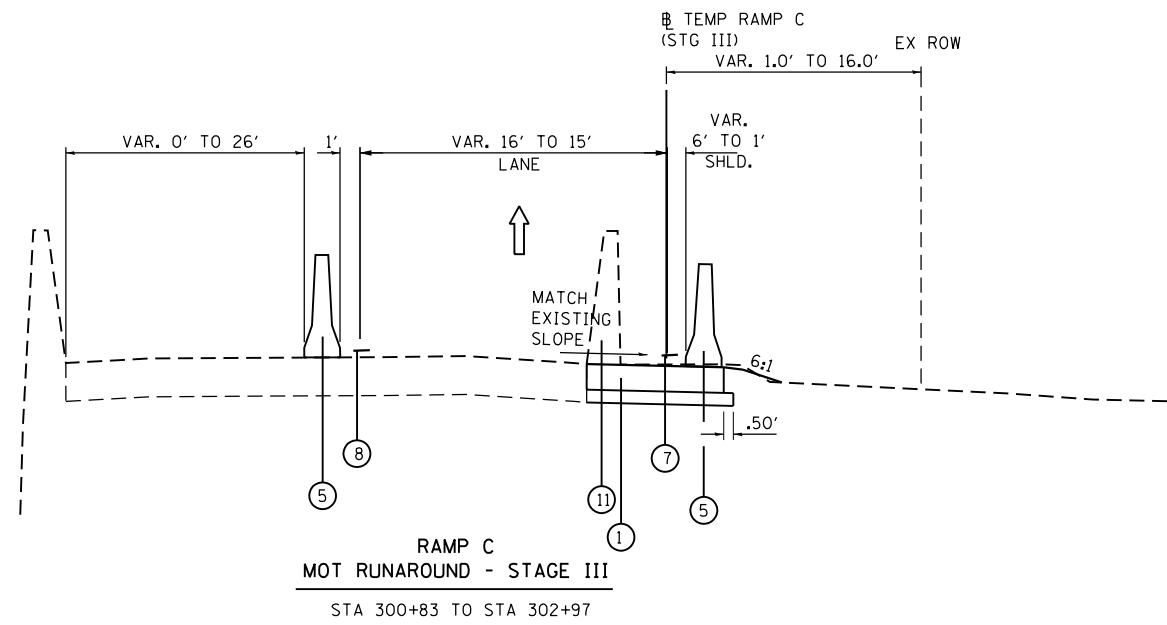 ℄ TEMP RAMP C
(STG III)
EX ROW
VAR. 1.0' TO 16.0'
VAR. 0' TO 26'
1'
VAR. 16' TO 15'
LANE
VAR.
6' TO 1'
SHLD.
MATCH
EXISTING
SLOPE
6:1
.50'
8
7
5
11
5
1
RAMP C
MOT RUNAROUND - STAGE III
STA 300+83 TO STA 302+97